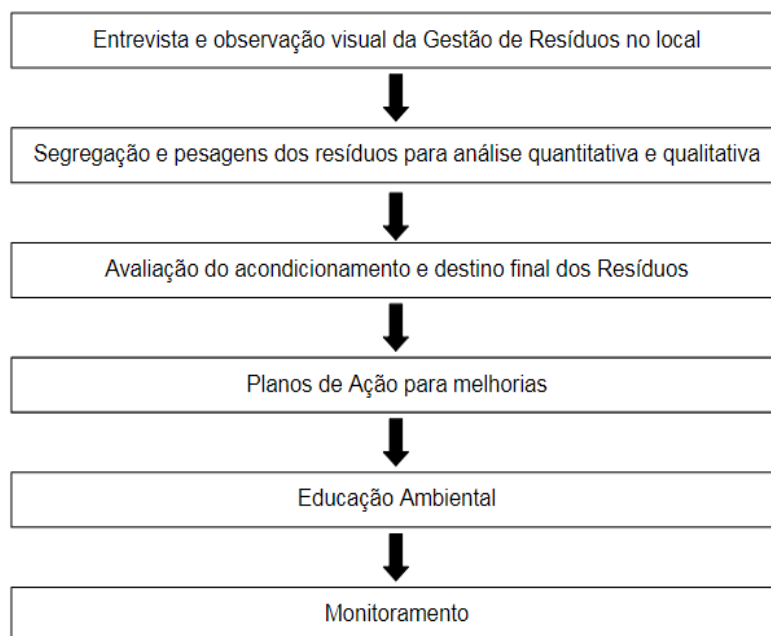 Entrevista e observação visual da Gestão de Resíduos no local
Segregação e pesagens dos resíduos para análise quantitativa e qualitativa
Avaliação do acondicionamento e destino final dos Resíduos
Planos de Ação para melhorias
Educação Ambiental
Monitoramento